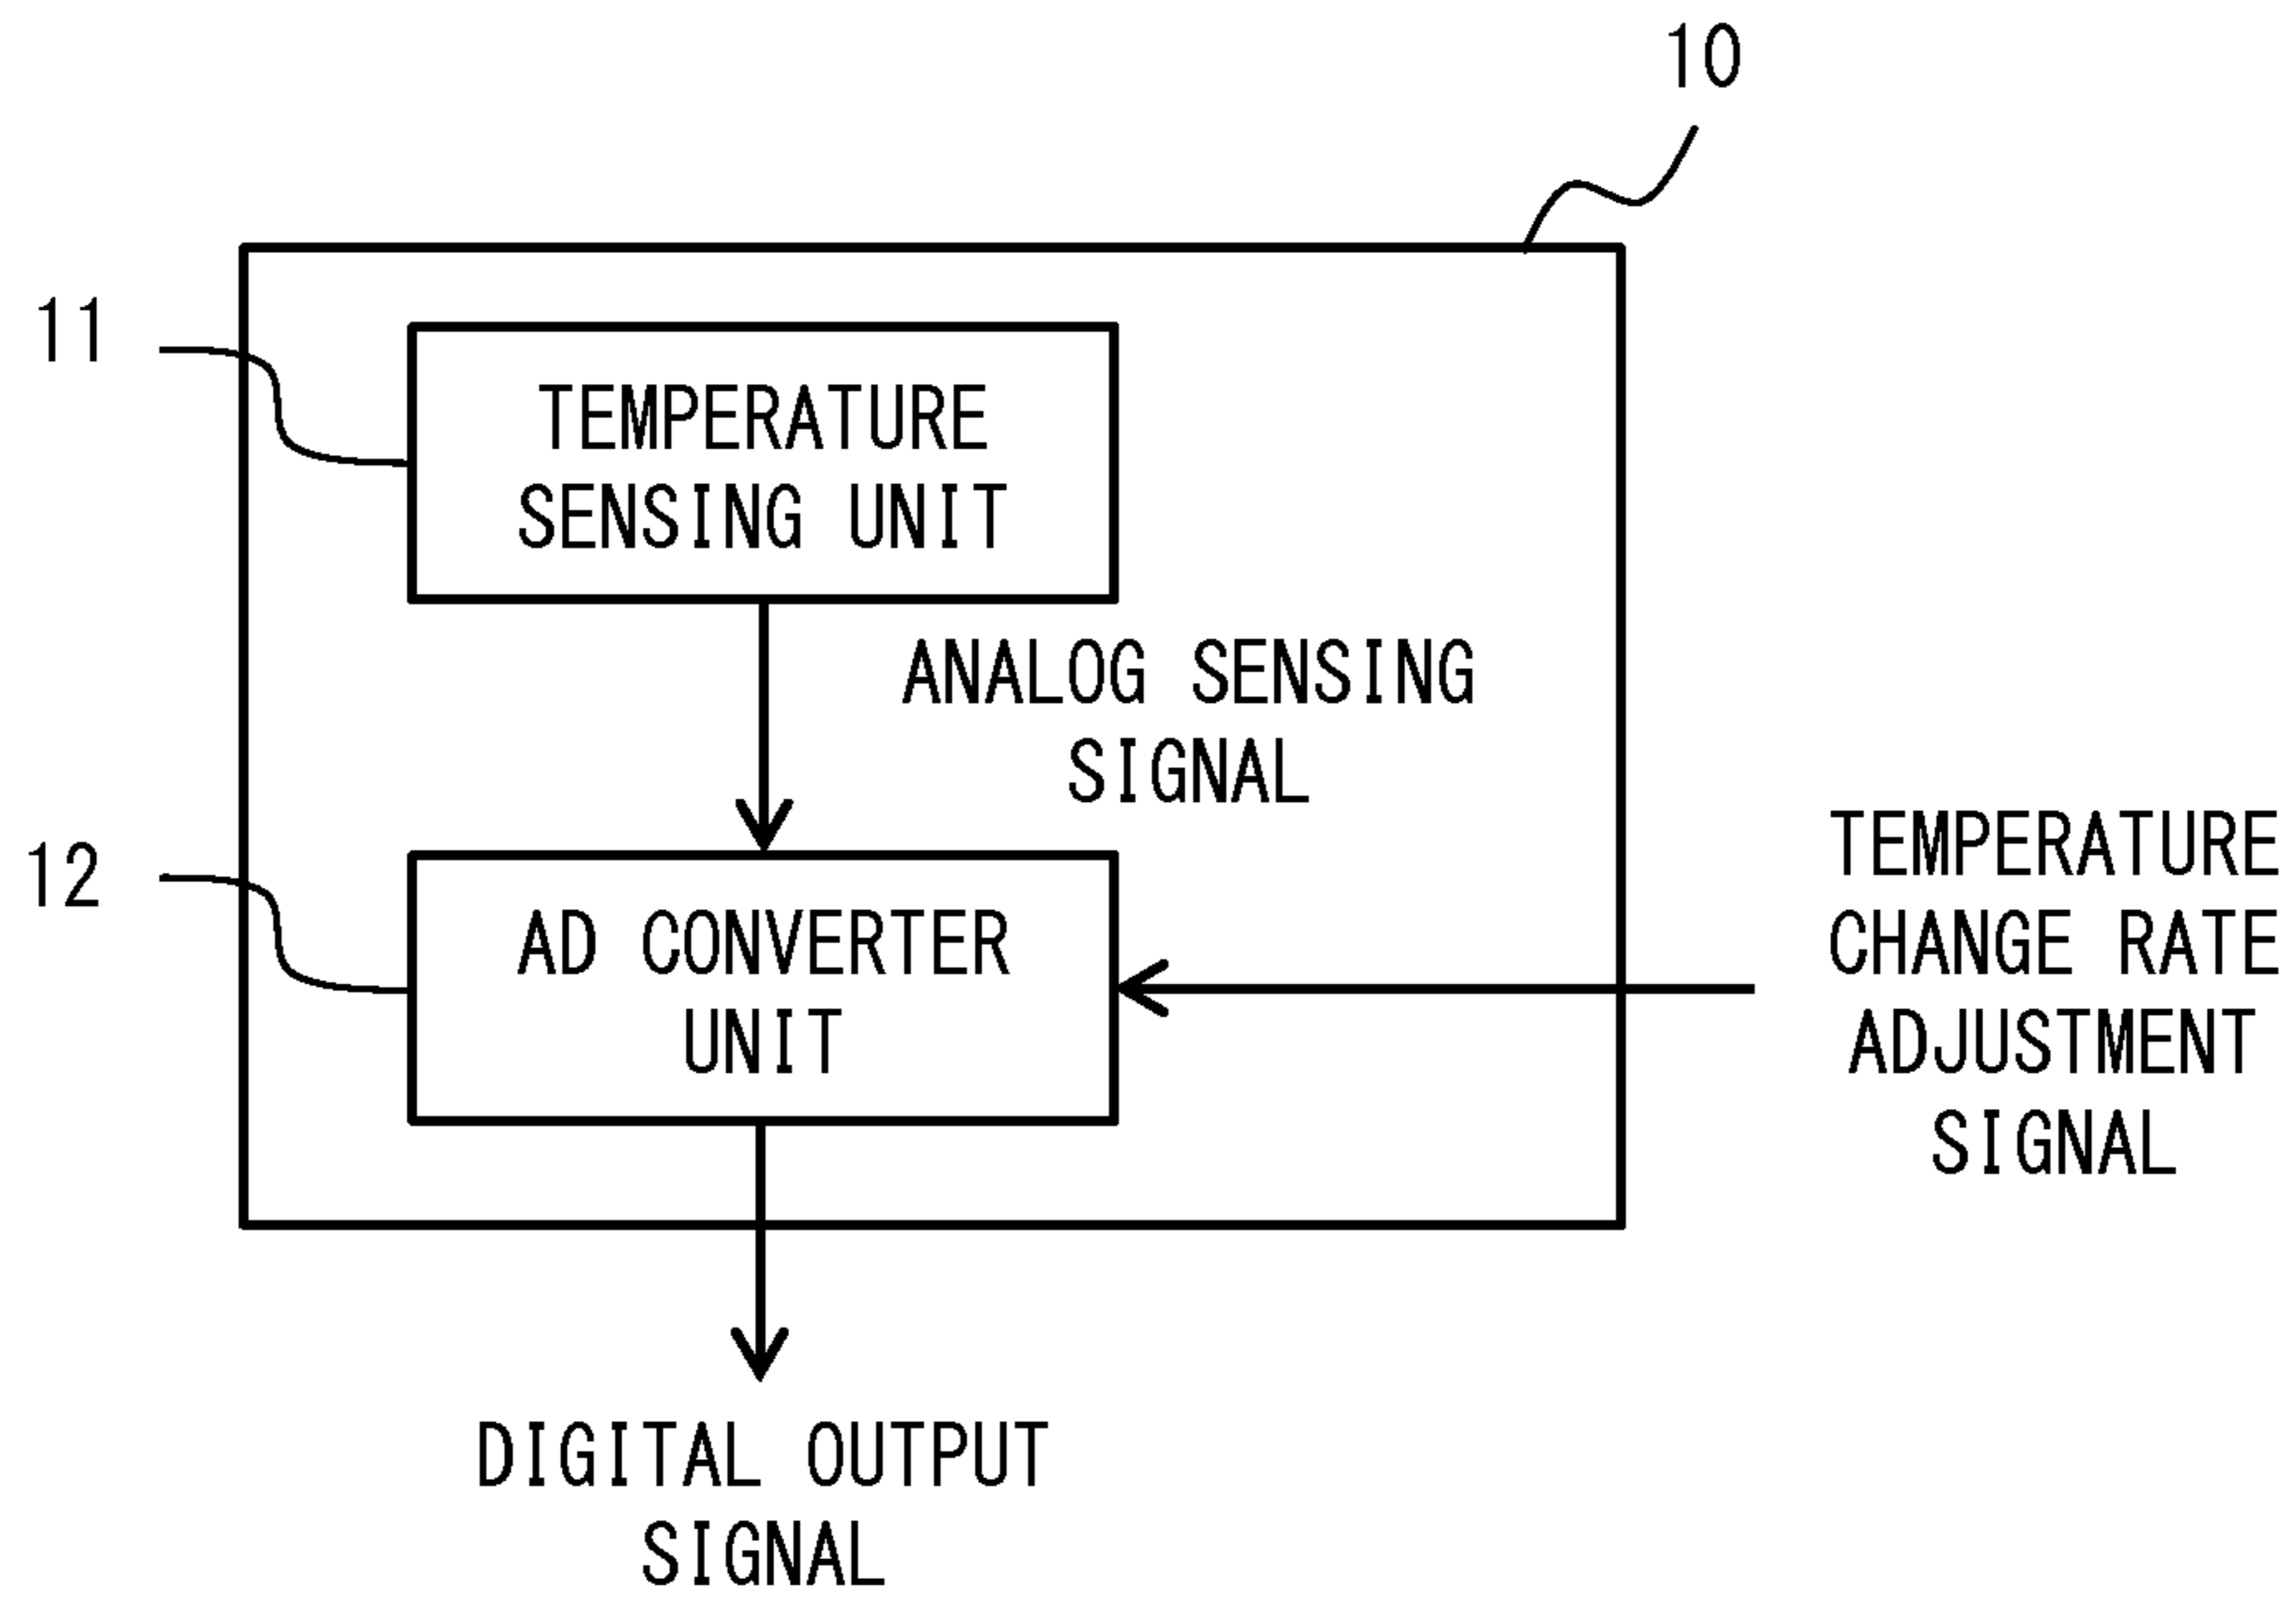 10
11
TEMPERATURE
SENSING UNIT
ANALOG SENSING
SIGNAL
12
AD CONVERTER
UNIT
TEMPERATURE
CHANGE RATE
ADJUSTMENT
SIGNAL
DIGITAL OUTPUT
SIGNAL